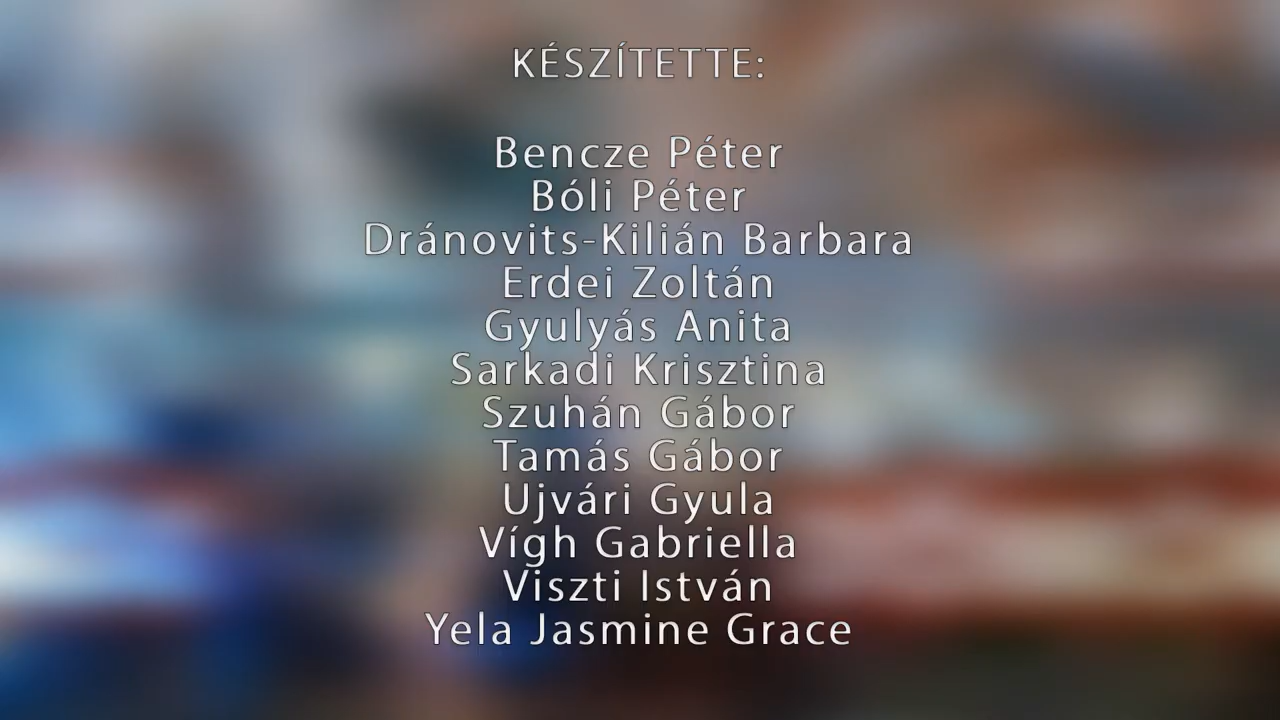 KÉSZÍTETTE:
Bencze Péter
Bóli Péter
Dránovits-Kilián Barbara
Erdei Zoltán
Gyulyás Anita
Sarkadi Krisztina
Szuhán Gábor
Tamás Gábor
Ujvári Gyula
Vígh Gabriella
Viszti István
Yela Jasmine Grace